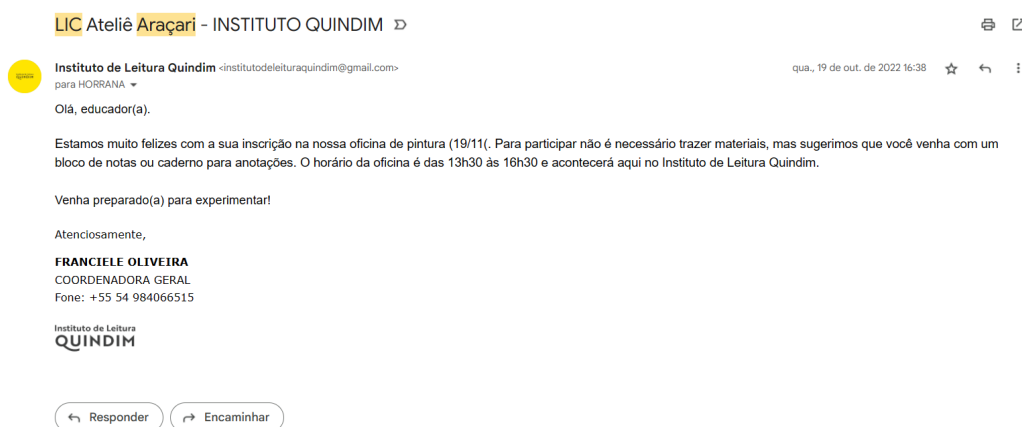 LIC Ateliê Araçari - INSTITUTO QUINDIM
Instituto de Leitura Quindim <institutodeleituraquindim@gmail.com>
qua., 19 de out. de 2022 16:38
para HORRANA
Olá, educador(a).
Estamos muito felizes com a sua inscrição na nossa oficina de pintura (19/11(. Para participar não é necessário trazer materiais, mas sugerimos que você venha com um
bloco de notas ou caderno para anotações. O horário da oficina é das 13h30 às 16h30 e acontecerá aqui no Instituto de Leitura Quindim.
Venha preparado(a) para experimentar!
Atenciosamente,
FRANCIELE OLIVEIRA
COORDENADORA GERAL
Fone: +55 54 984066515
Instituto de Leitura
QUINDIM
Responder
Encaminhar